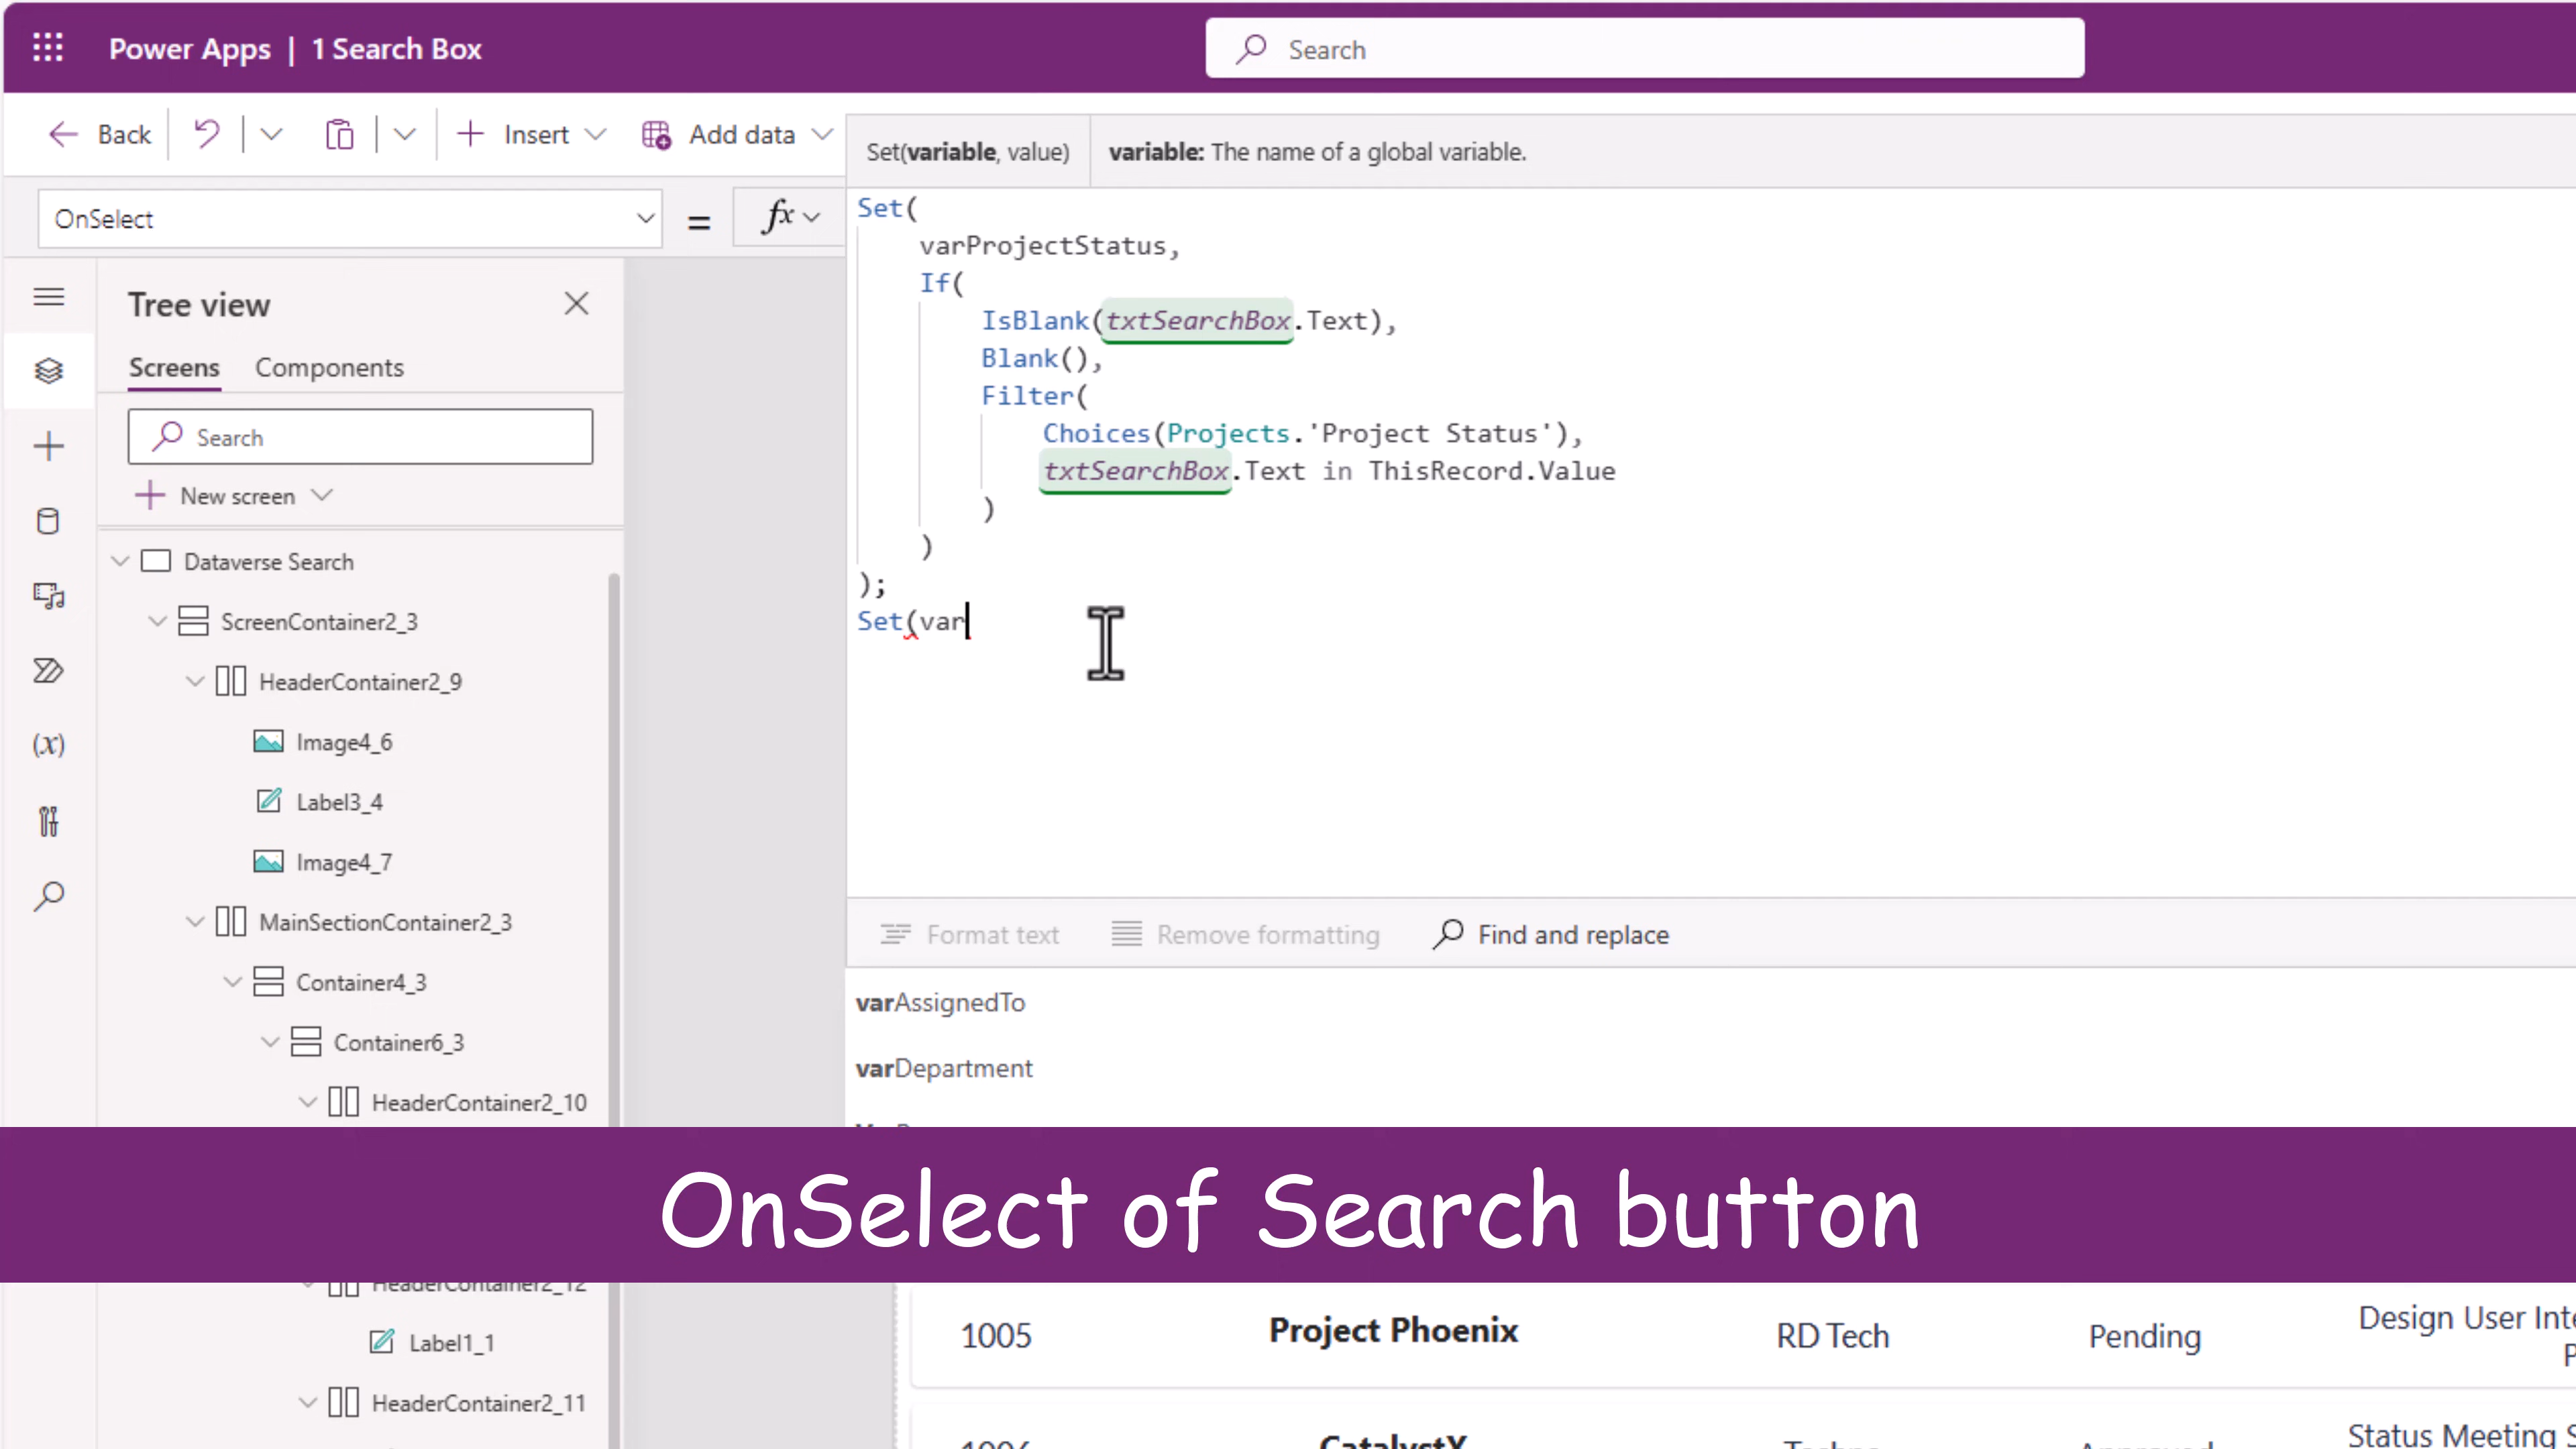 Power Apps | 1 Search Box
Search
Back
Insert
Add data
Set(variable, value)
variable: The name of a global variable.
OnSelect
=
fx
Set(
varProjectStatus,
If(
IsBlank(txtSearchBox.Text),
Blank(),
Filter(
Choices(Projects.'Project Status'),
txtSearchBox.Text in ThisRecord.Value
)
)
);
Set(var
Tree view
Screens
Components
Search
New screen
Dataverse Search
ScreenContainer2_3
HeaderContainer2_9
Image4_6
Label3_4
Image4_7
MainSectionContainer2_3
Container4_3
Container6_3
HeaderContainer2_10
(x)
Format text
Remove formatting
Find and replace
varAssignedTo
varDepartment
OnSelect of Search button
HeaderContainer2_12
Label1_1
HeaderContainer2_11
1005
Project Phoenix
RD Tech
Pending
Design User
1006
CatalystX
Approved
Status Meeting